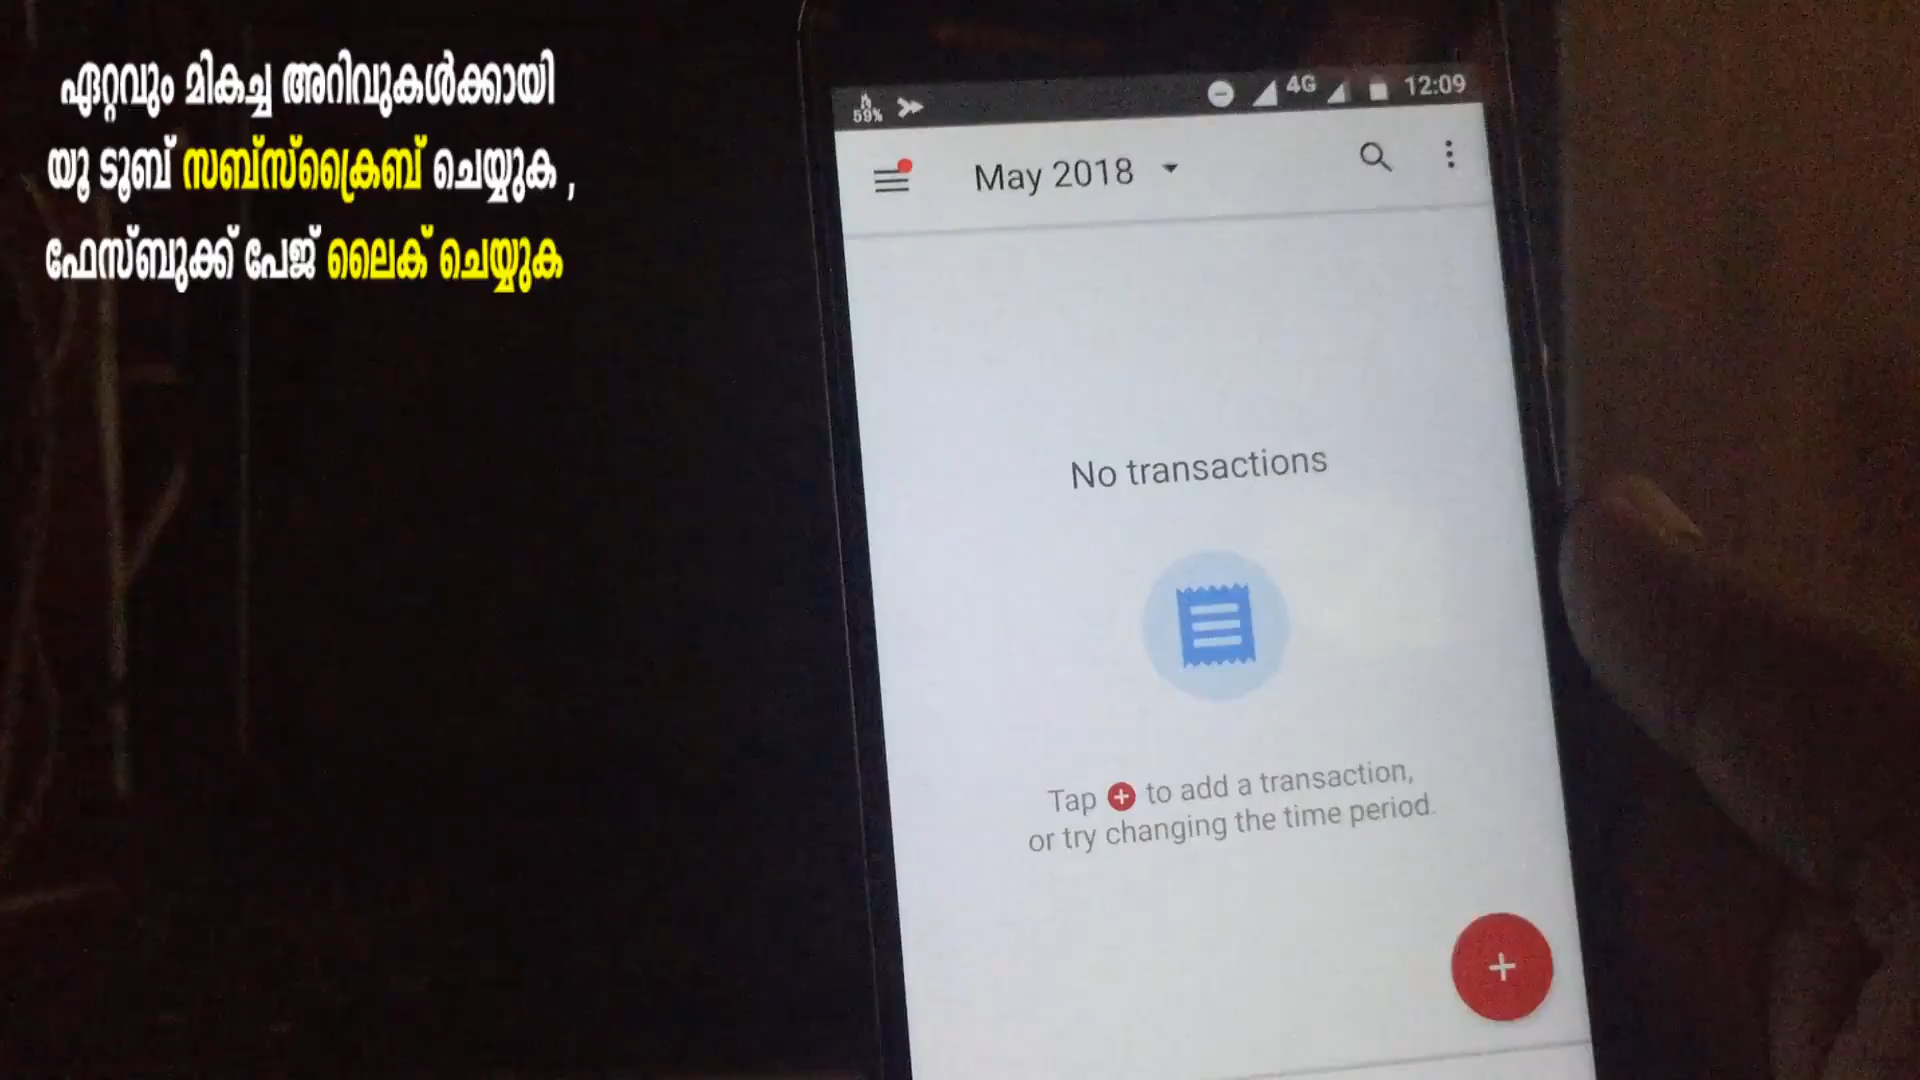 ഏറ്റവും മികച്ച അറിവുകൾക്കായി
യൂ ടൂബ് സബ്സ്ക്രൈബ് ചെയ്യുക ,
ഫേസ്ബുക്ക് പേജ് ലൈക് ചെയ്യുക
59% 4G 12:09
May 2018
No transactions
Tap + to add a transaction,
or try changing the time period.